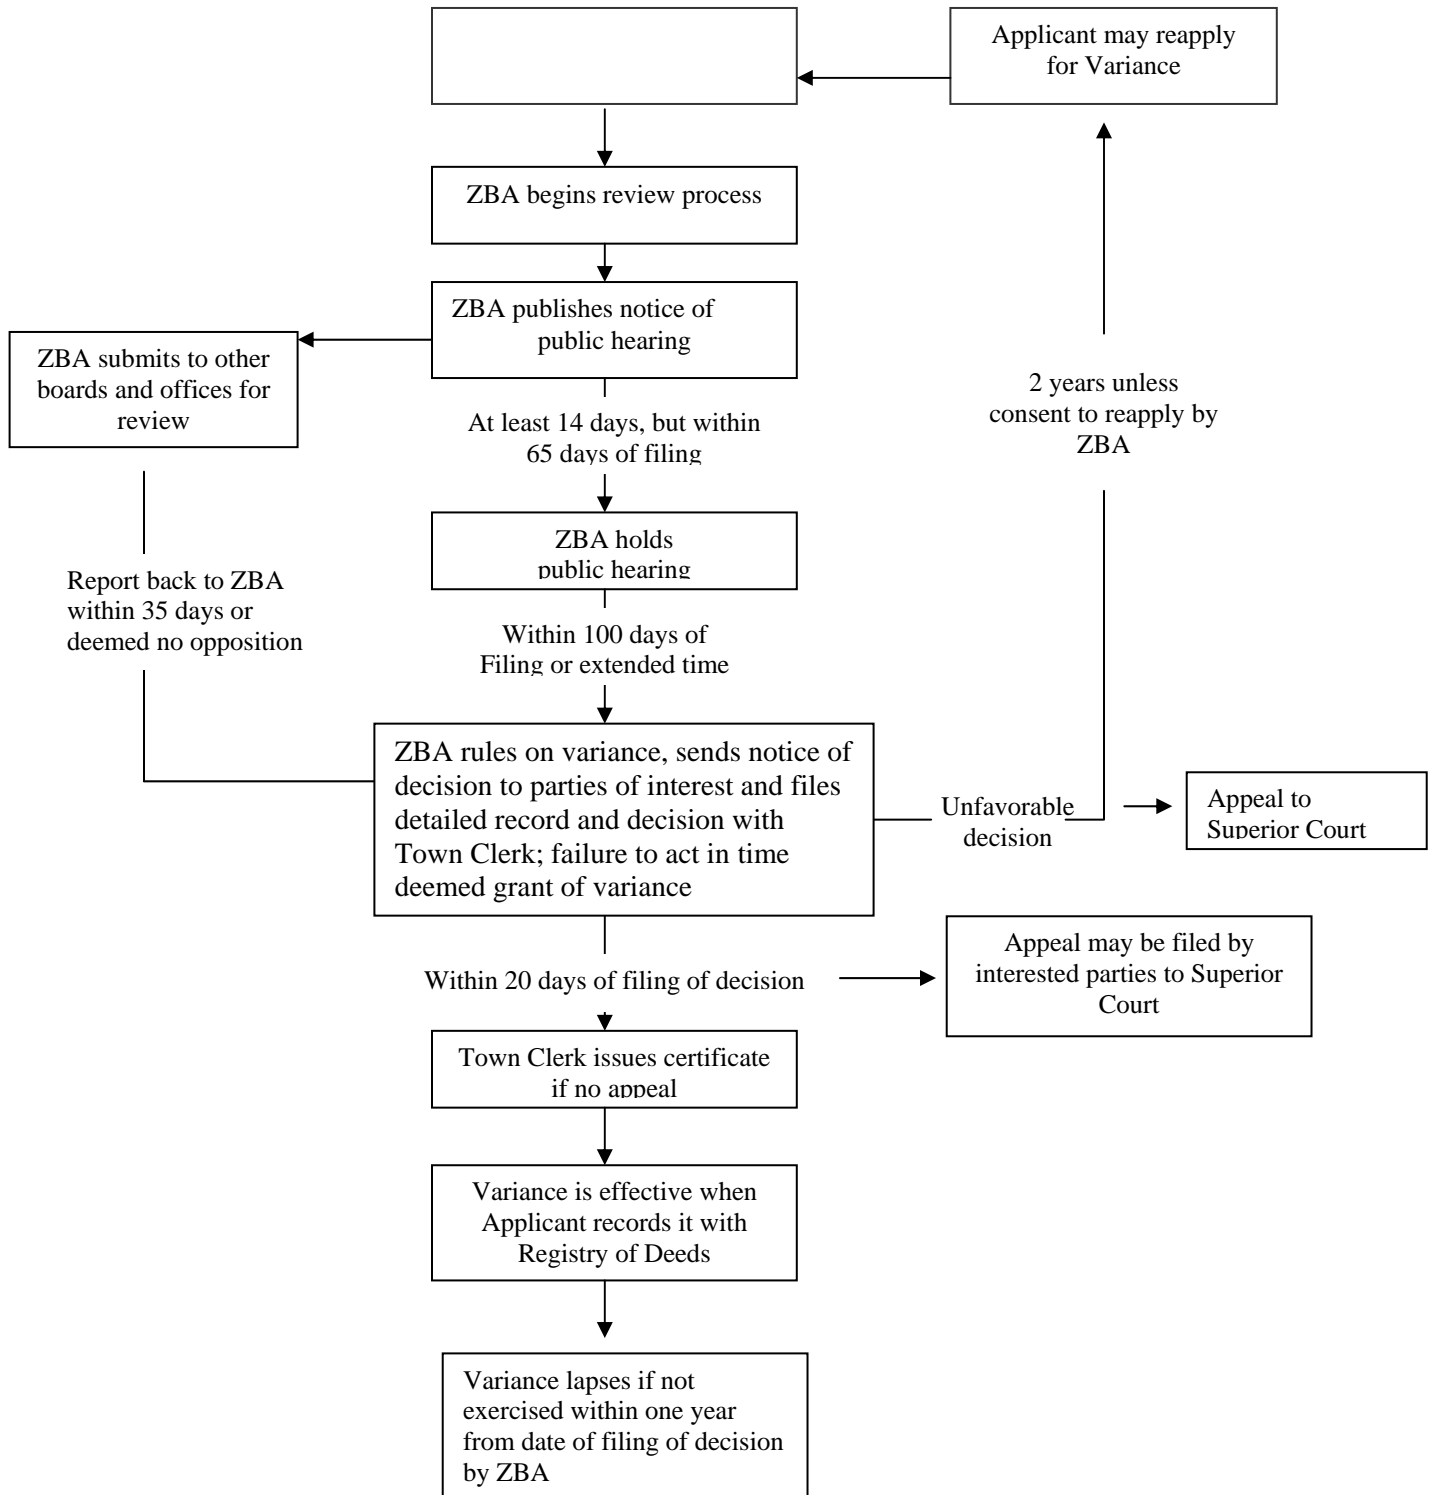 Applicant may reapply
for Variance
ZBA begins review process
ZBA publishes notice of
public hearing
ZBA submits to other
boards and offices for
review
At least 14 days, but within
65 days of filing
2 years unless
consent to reapply by
ZBA
ZBA holds
public hearing
Report back to ZBA
within 35 days or
deemed no opposition
Within 100 days of
Filing or extended time
ZBA rules on variance, sends notice of
decision to parties of interest and files
detailed record and decision with
Town Clerk; failure to act in time
deemed grant of variance
Unfavorable
decision
Appeal to
Superior Court
Within 20 days of filing of decision
Appeal may be filed by
interested parties to Superior
Court
Town Clerk issues certificate
if no appeal
Variance is effective when
Applicant records it with
Registry of Deeds
Variance lapses if not
exercised within one year
from date of filing of decision
by ZBA